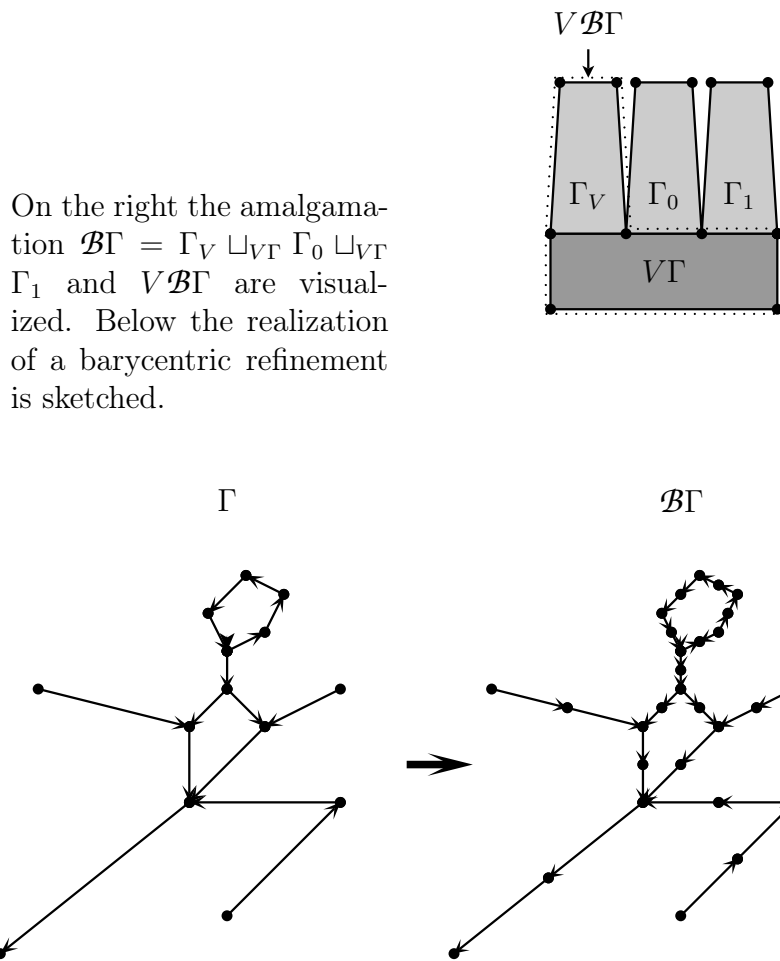 V𝓑Γ
Γ_V Γ_0 Γ_1
VΓ
On the right the amalgama-
tion 𝓑Γ = Γ_V ⊔_{VΓ} Γ_0 ⊔_{VΓ}
Γ_1 and V𝓑Γ are visual-
ized. Below the realization
of a barycentric refinement
is sketched.
Γ 𝓑Γ